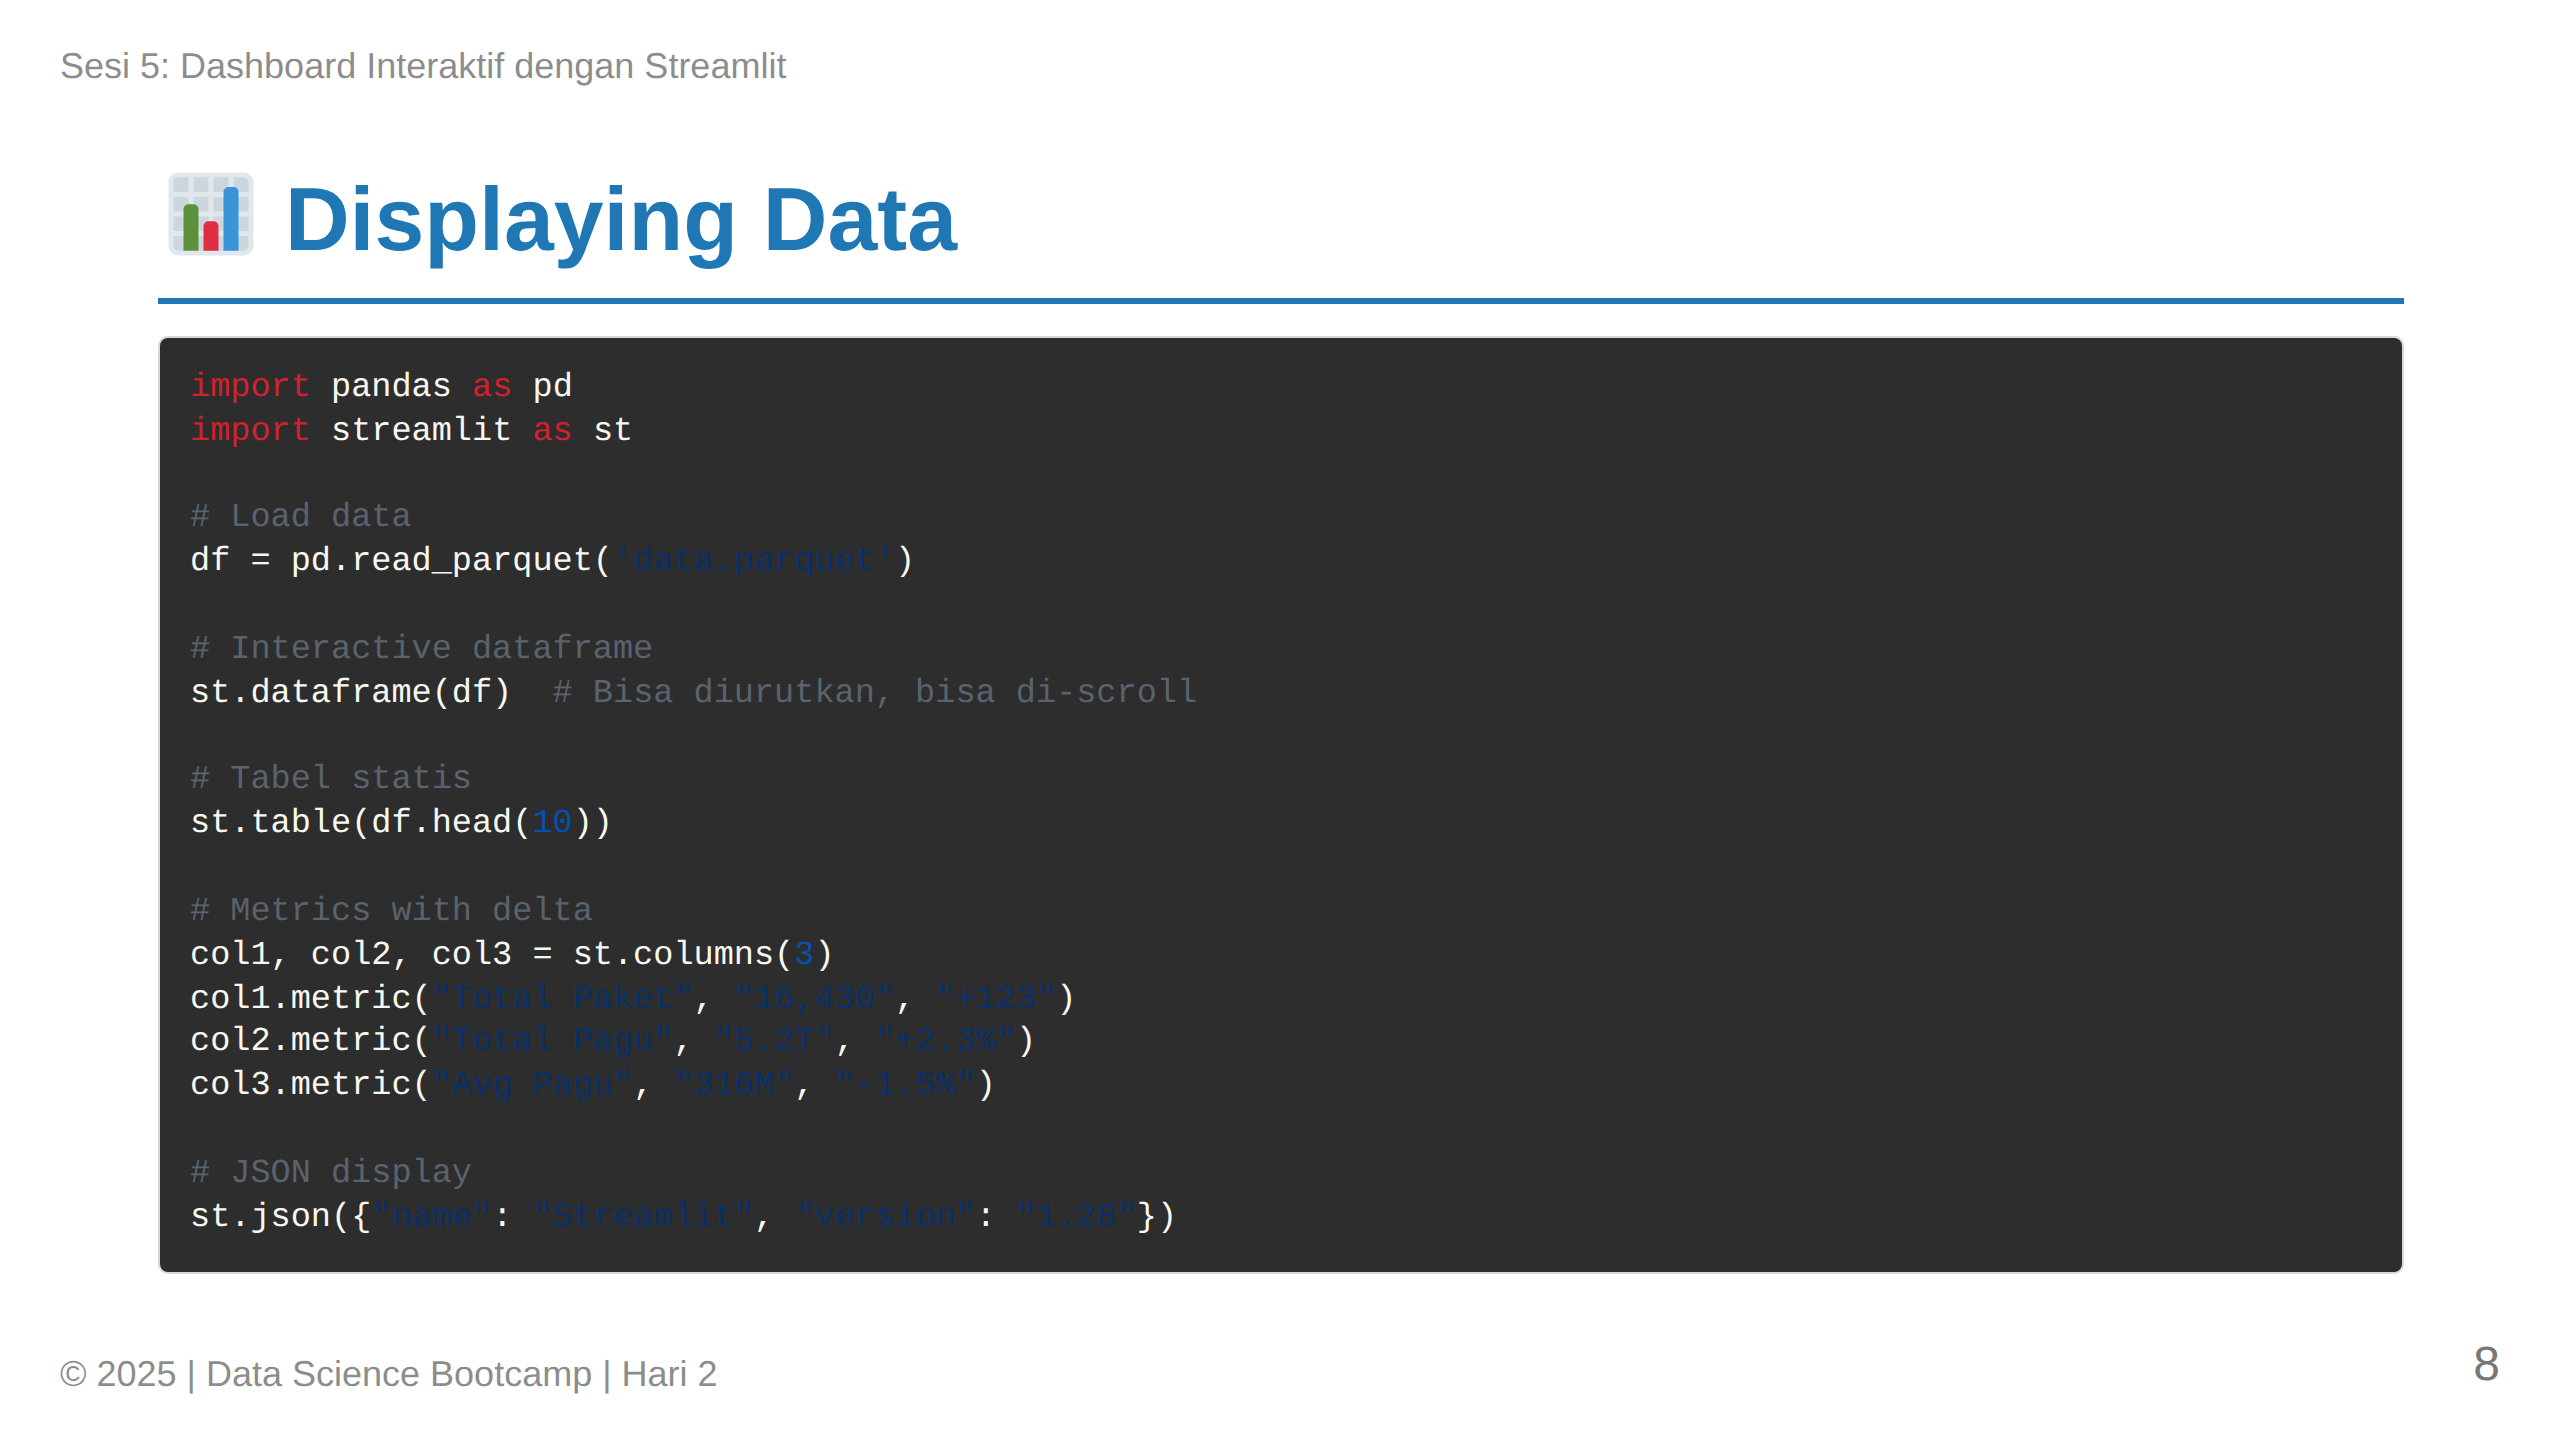 Sesi 5: Dashboard Interaktif dengan Streamlit
Displaying Data
import pandas as pd
import streamlit as st
# Load data
df = pd.read_parquet('data.parquet')
# Interactive dataframe
st.dataframe(df)  # Bisa diurutkan, bisa di-scroll
# Tabel statis
st.table(df.head(10))
# Metrics with delta
col1, col2, col3 = st.columns(3)
col1.metric("Total Paket", "16,430", "+123")
col2.metric("Total Pagu", "5.2T", "+2.3%")
col3.metric("Avg Pagu", "316M", "-1.5%")
# JSON display
st.json({"name": "Streamlit", "version": "1.28"})
© 2025 | Data Science Bootcamp | Hari 2
8